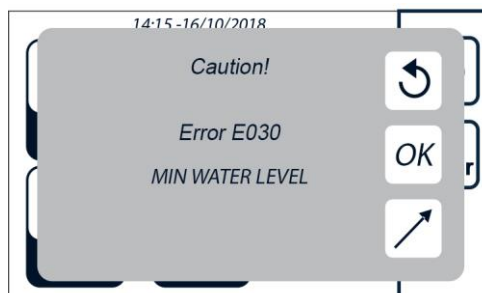 14:15 -16/10/2018
Caution!
Error E030
OK
MIN WATER LEVEL